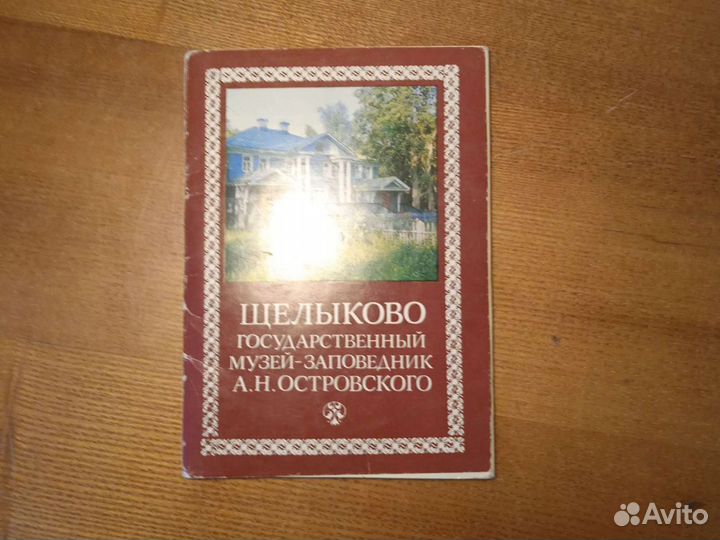 ЩЕЛЫКОВО
ГОСУДАРСТВЕННЫЙ
МУЗЕЙ-ЗАПОВЕДНИК
А.Н.ОСТРОВСКОГО
Avito